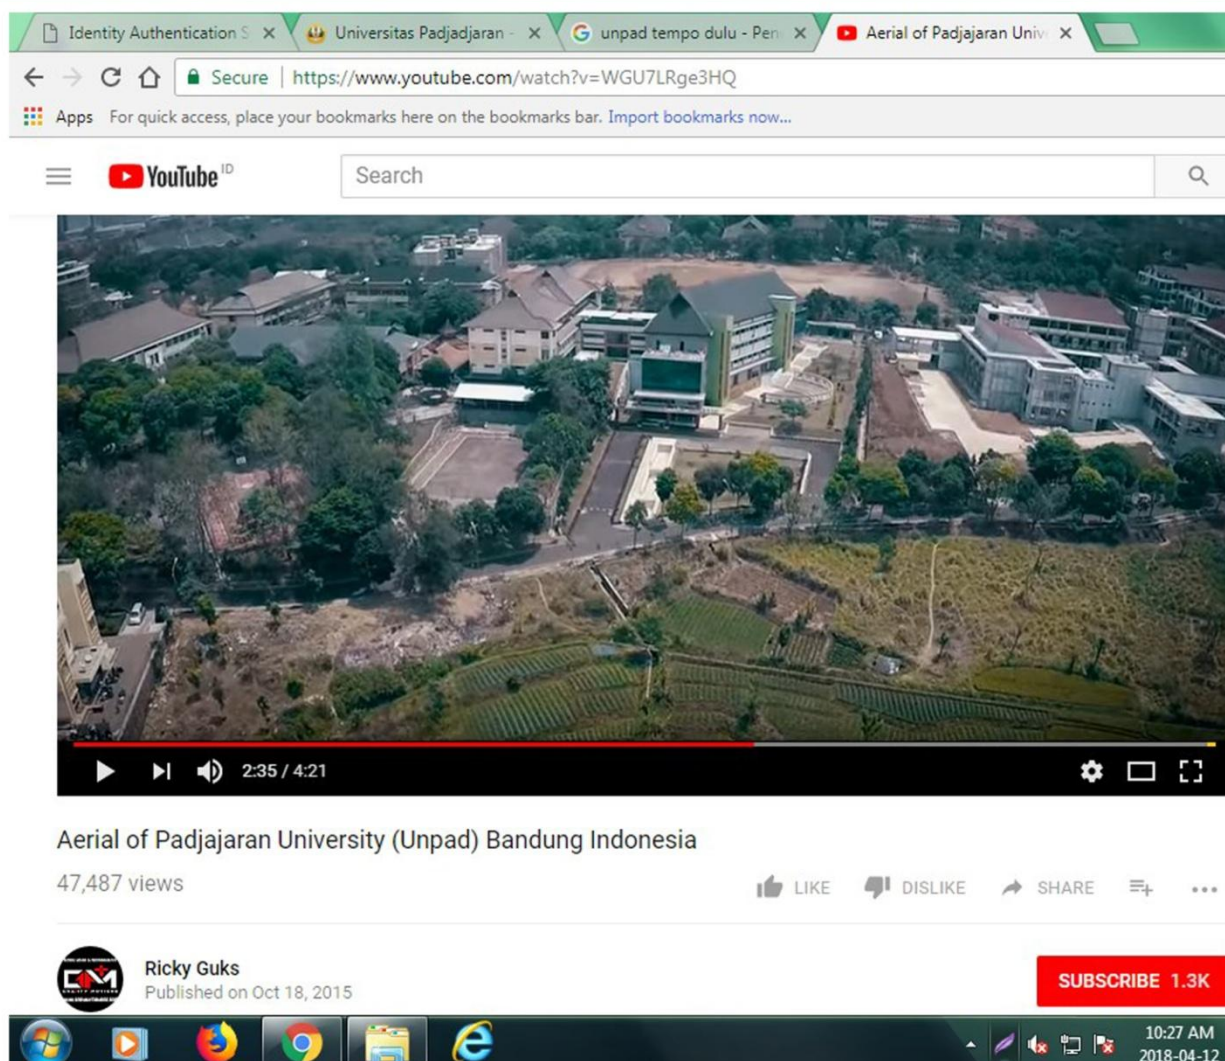 Identity Authentication S
Universitas Padjadjaran -
unpad tempo dulu - Pen
Aerial of Padjajaran Univ
Secure | https://www.youtube.com/watch?v=WGU7LRge3HQ
Apps For quick access, place your bookmarks here on the bookmarks bar. Import bookmarks now...
YouTube ID
Search
2:35 / 4:21
Aerial of Padjajaran University (Unpad) Bandung Indonesia
47,487 views
LIKE DISLIKE SHARE
Ricky Guks
Published on Oct 18, 2015
SUBSCRIBE 1.3K
10:27 AM